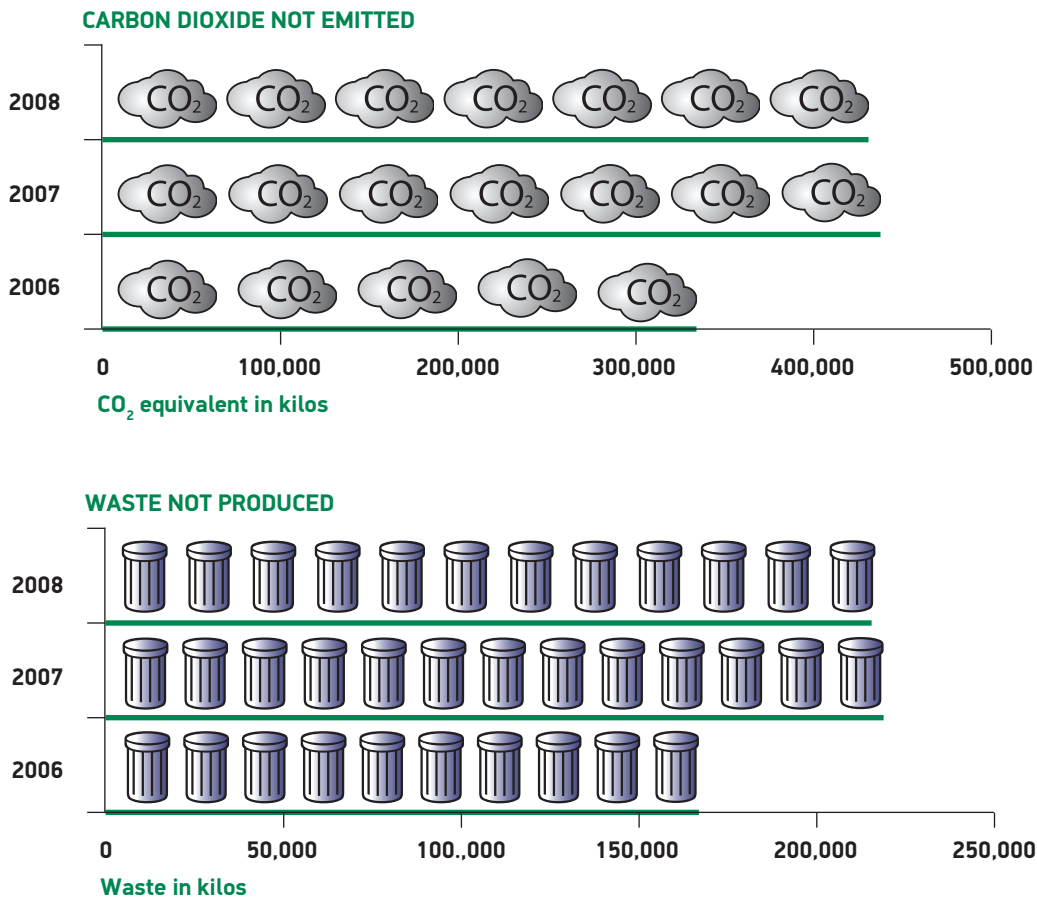 CARBON DIOXIDE NOT EMITTED
2008
CO2 CO2 CO2 CO2 CO2 CO2 CO2
2007
CO2 CO2 CO2 CO2 CO2 CO2 CO2
2006
CO2 CO2 CO2 CO2 CO2
0 100,000 200,000 300,000 400,000 500,000
CO2 equivalent in kilos
WASTE NOT PRODUCED
2008
2007
2006
0 50,000 100.,000 150,000 200,000 250,000
Waste in kilos